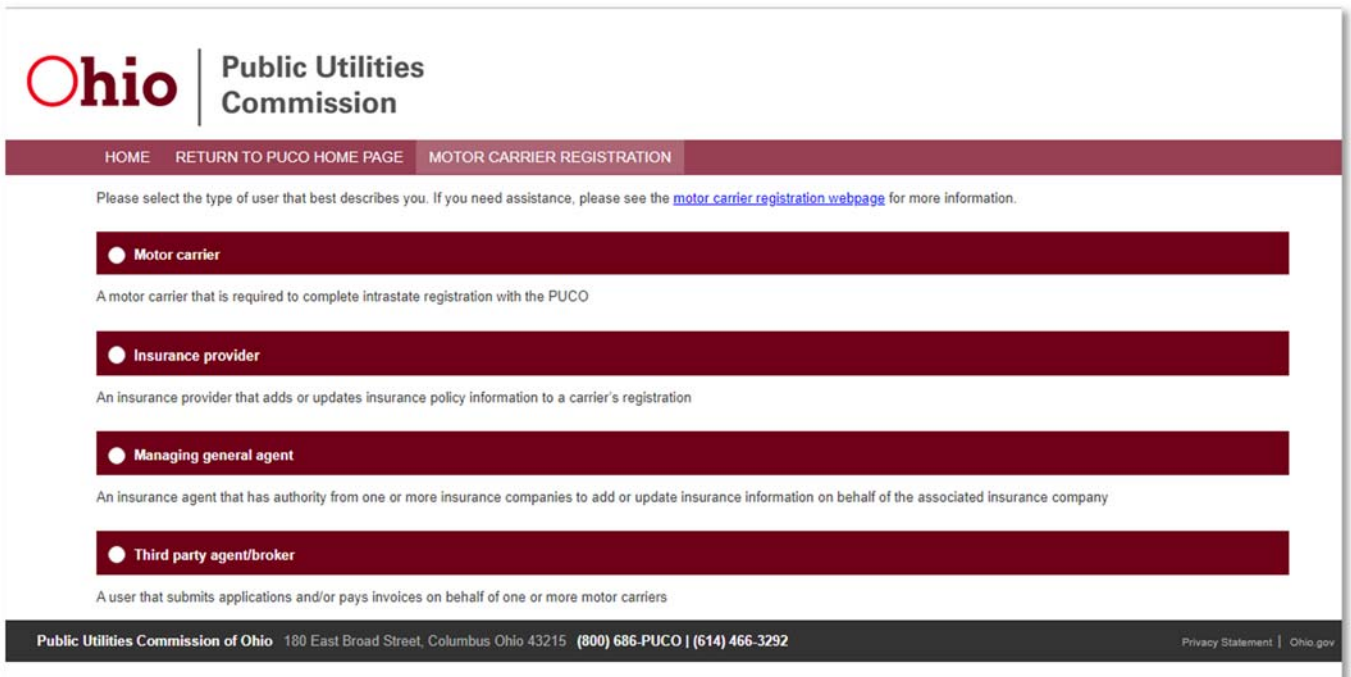 Ohio
Public Utilities
Commission
HOME RETURN TO PUCO HOME PAGE MOTOR CARRIER REGISTRATION
Please select the type of user that best describes you. If you need assistance, please see the motor carrier registration webpage for more information.
Motor carrier
A motor carrier that is required to complete intrastate registration with the PUCO
Insurance provider
An insurance provider that adds or updates insurance policy information to a carrier's registration
Managing general agent
An insurance agent that has authority from one or more insurance companies to add or update insurance information on behalf of the associated insurance company
Third party agent/broker
A user that submits applications and/or pays invoices on behalf of one or more motor carriers
Public Utilities Commission of Ohio 180 East Broad Street, Columbus Ohio 43215 (800) 686-PUCO | (614) 466-3292 Privacy Statement | Ohio.gov